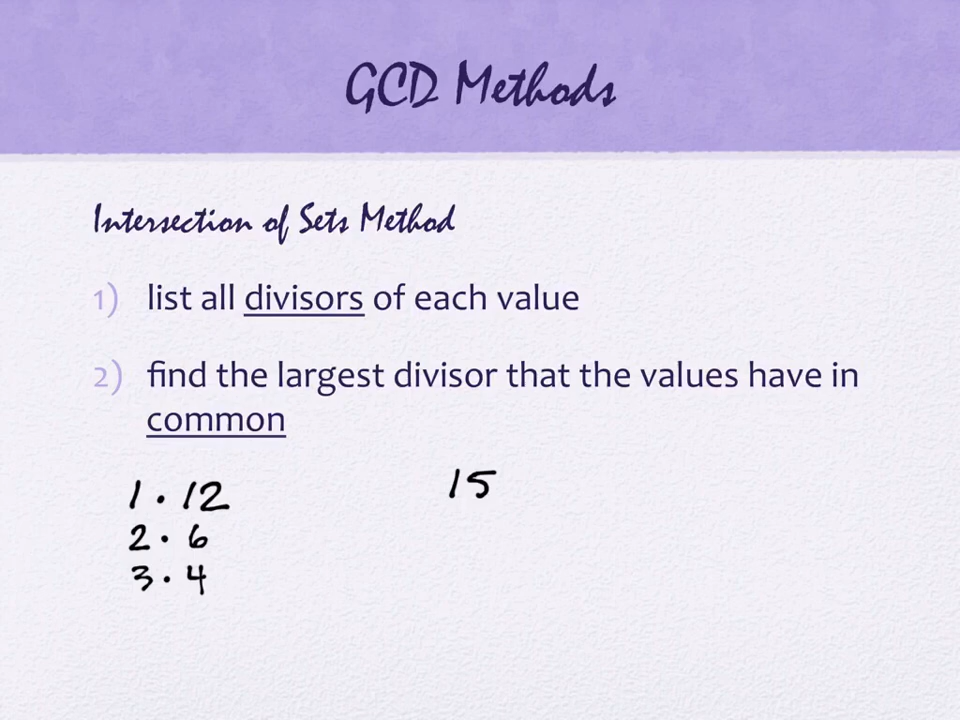 GCD Methods
Intersection of Sets Method
1) list all divisors of each value
2) find the largest divisor that the values have in
common
1 · 12
15
2 · 6
3 · 4